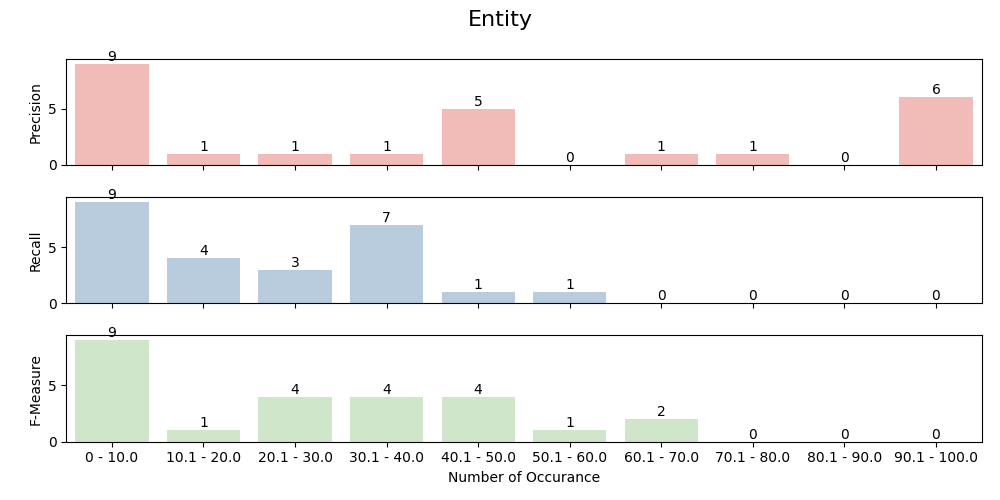 Entity
Precision
5
0
9 1 1 1 5 0 1 1 0 6
Recall
5
0
9 4 3 7 1 1 0 0 0 0
F-Measure
5
0
9 1 4 4 4 1 2 0 0 0
0 - 10.0 10.1 - 20.0 20.1 - 30.0 30.1 - 40.0 40.1 - 50.0 50.1 - 60.0 60.1 - 70.0 70.1 - 80.0 80.1 - 90.0 90.1 - 100.0
Number of Occurance